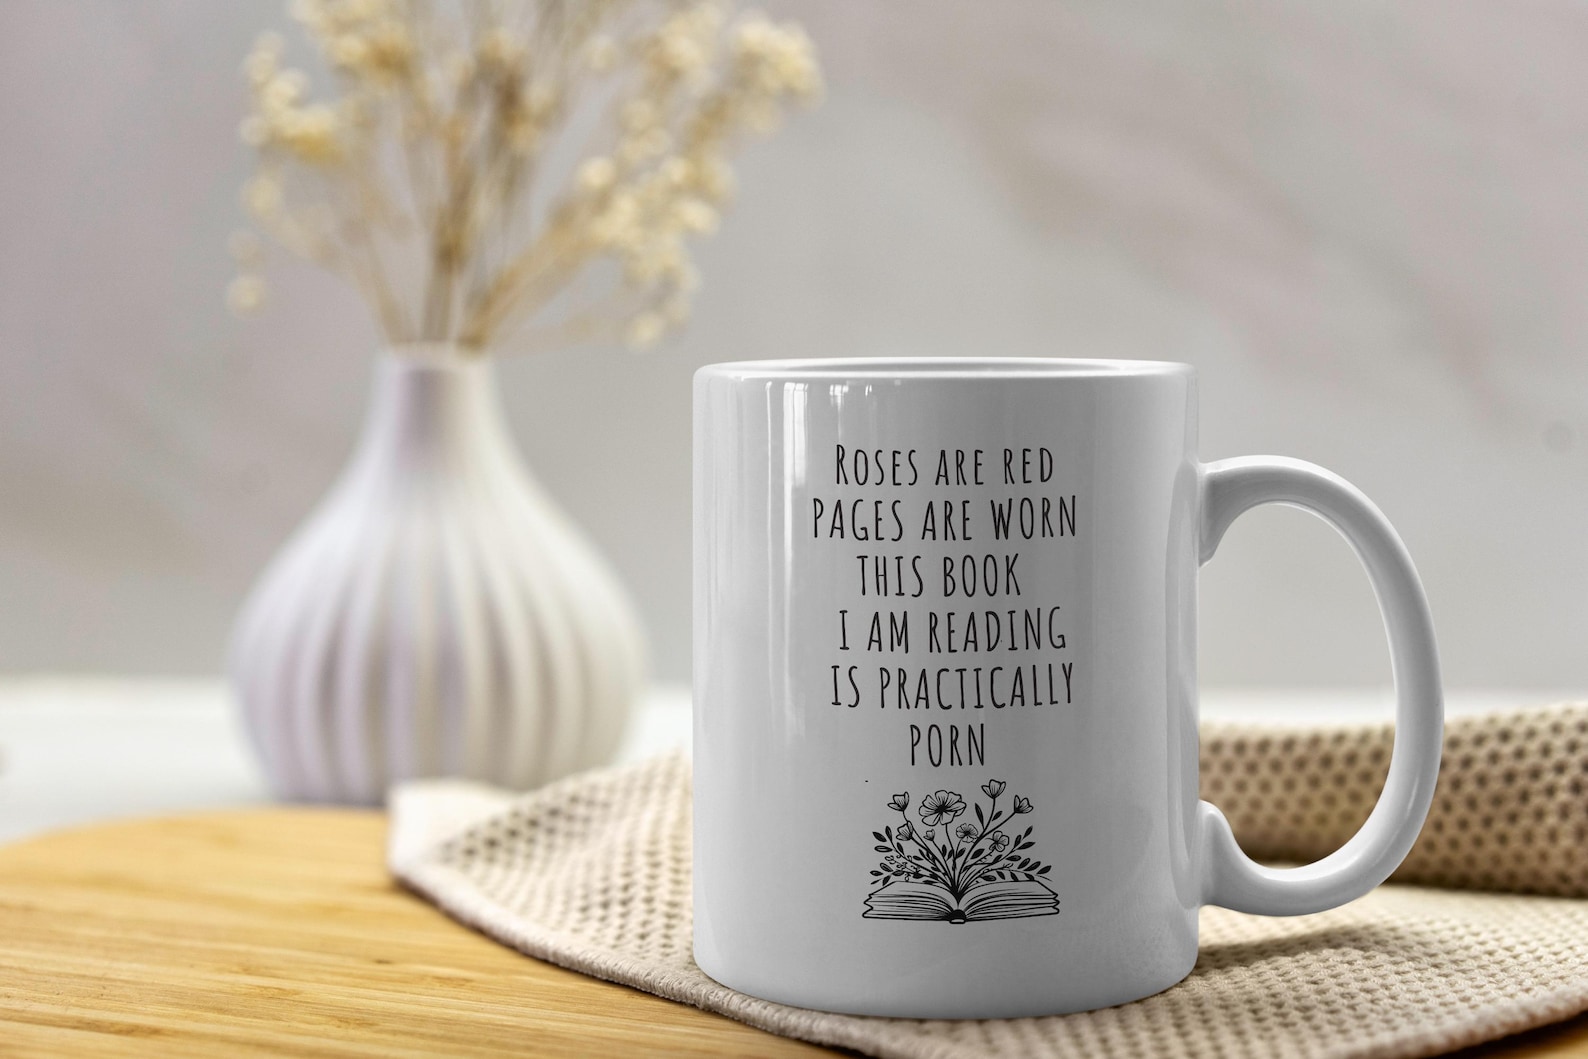 ROSES ARE RED
PAGES ARE WORN
THIS BOOK
I AM READING
IS PRACTICALLY
PORN